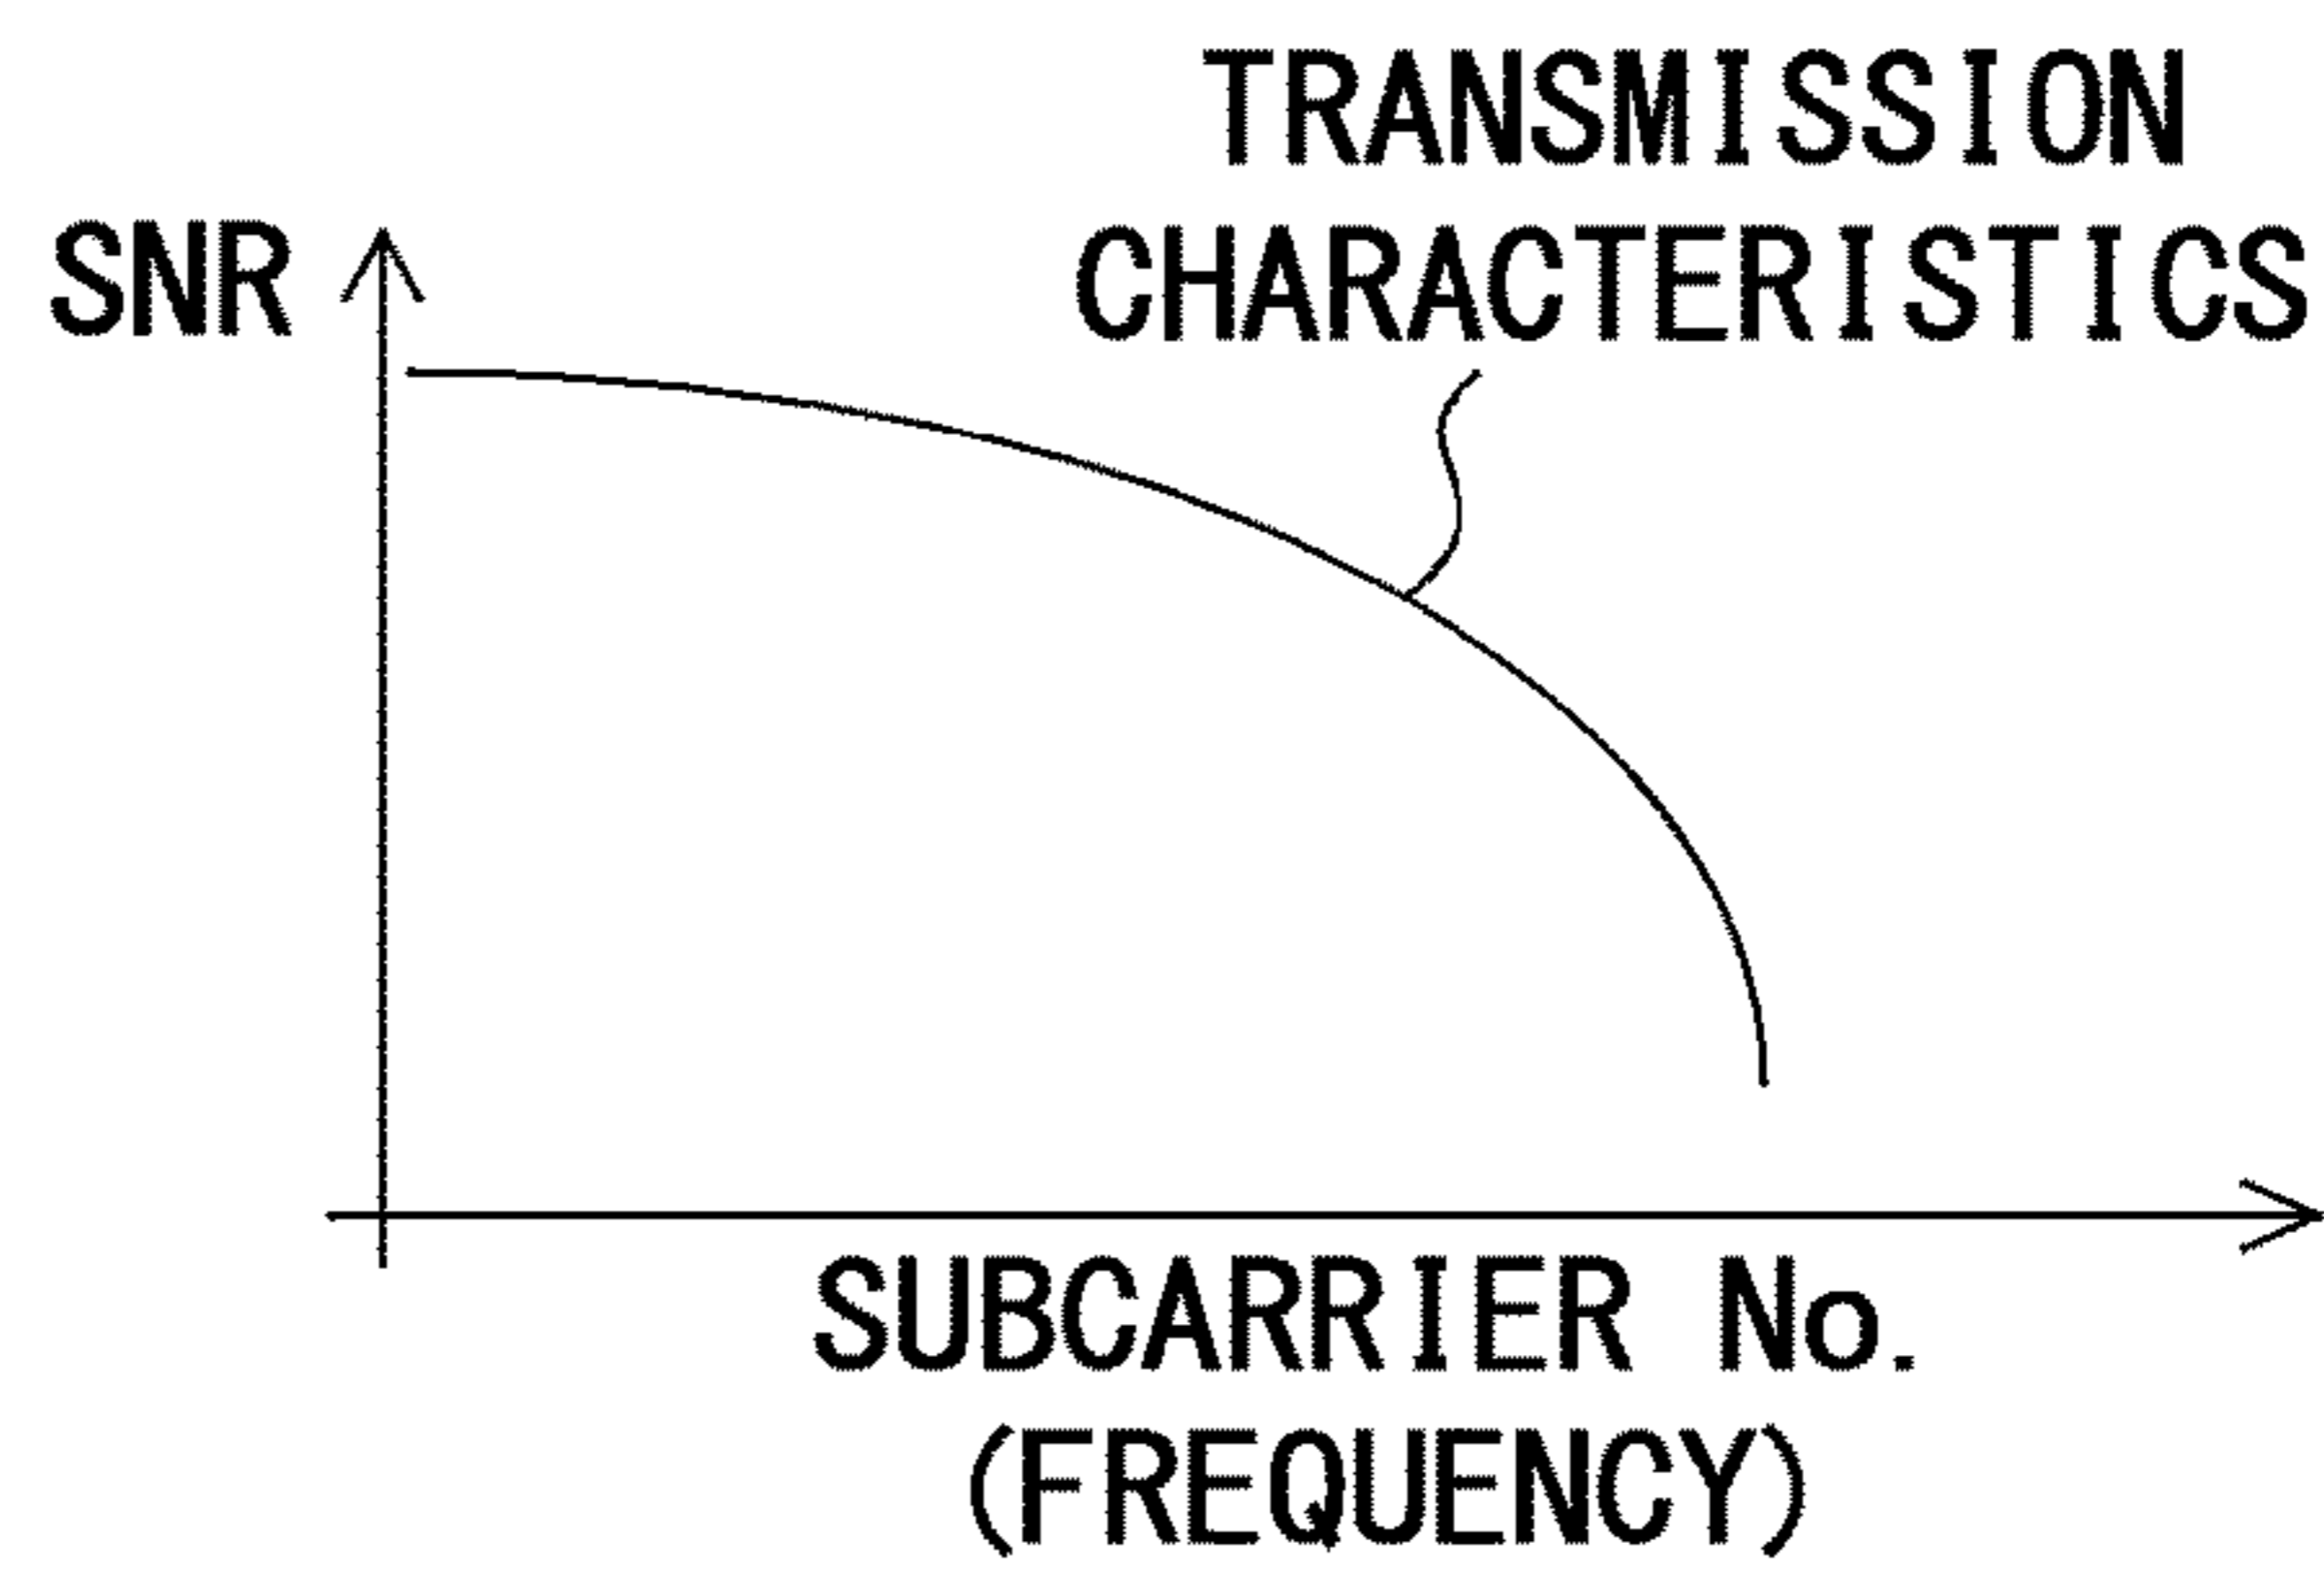 TRANSMISSION
CHARACTERISTICS
SNR
SUBCARRIER No.
(FREQUENCY)